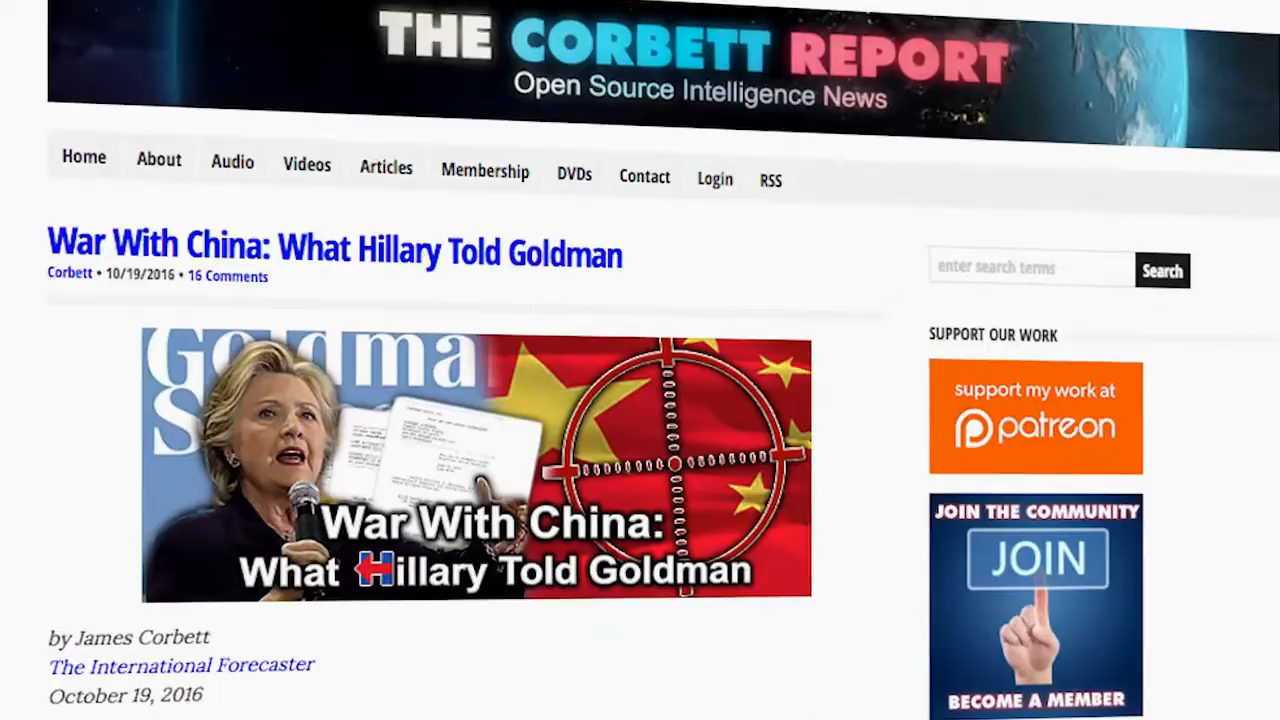 THE CORBETT REPORT
Open Source Intelligence News
Home About Audio Videos Articles Membership DVDs Contact Login RSS
War With China: What Hillary Told Goldman
Corbett • 10/19/2016 • 16 Comments
Goldma
S
War With China:
What Hillary Told Goldman
by James Corbett
The International Forecaster
October 19, 2016
enter search terms Search
SUPPORT OUR WORK
support my work at
patreon
JOIN THE COMMUNITY
JOIN
BECOME A MEMBER